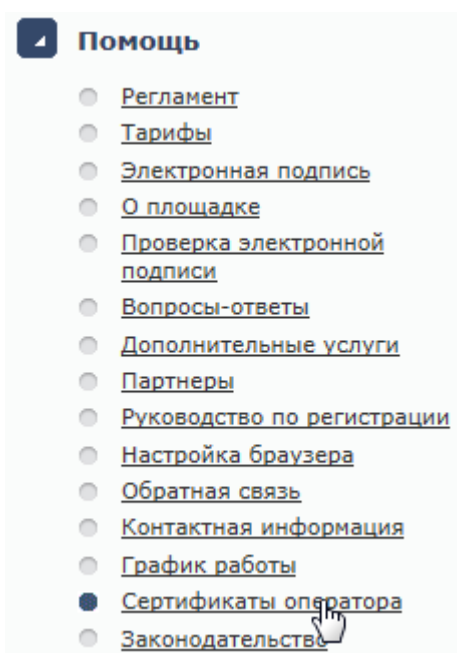 Помощь
Регламент
Тарифы
Электронная подпись
О площадке
Проверка электронной
подписи
Вопросы-ответы
Дополнительные услуги
Партнеры
Руководство по регистрации
Настройка браузера
Обратная связь
Контактная информация
График работы
Сертификаты оператора
Законодательство